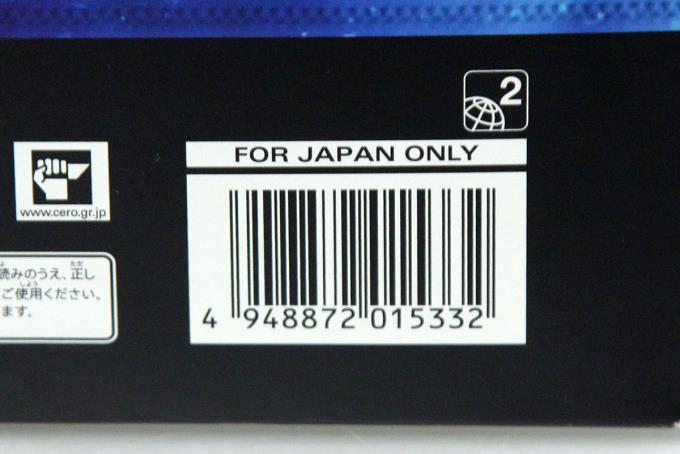 2
FOR JAPAN ONLY
www.cero.gr.jp
読みのうえ、正し
ご使用ください。
ます。
4 948872 015332